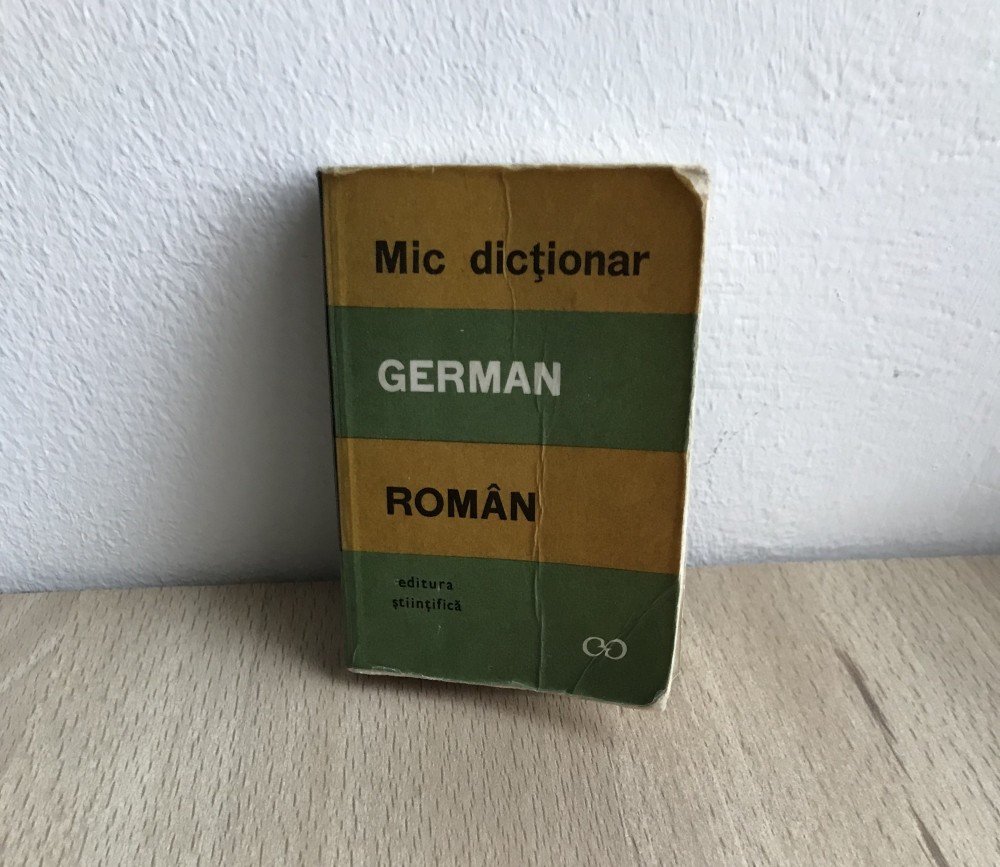 Mic dicţionar
GERMAN
ROMÂN
editura
ştiinţifică